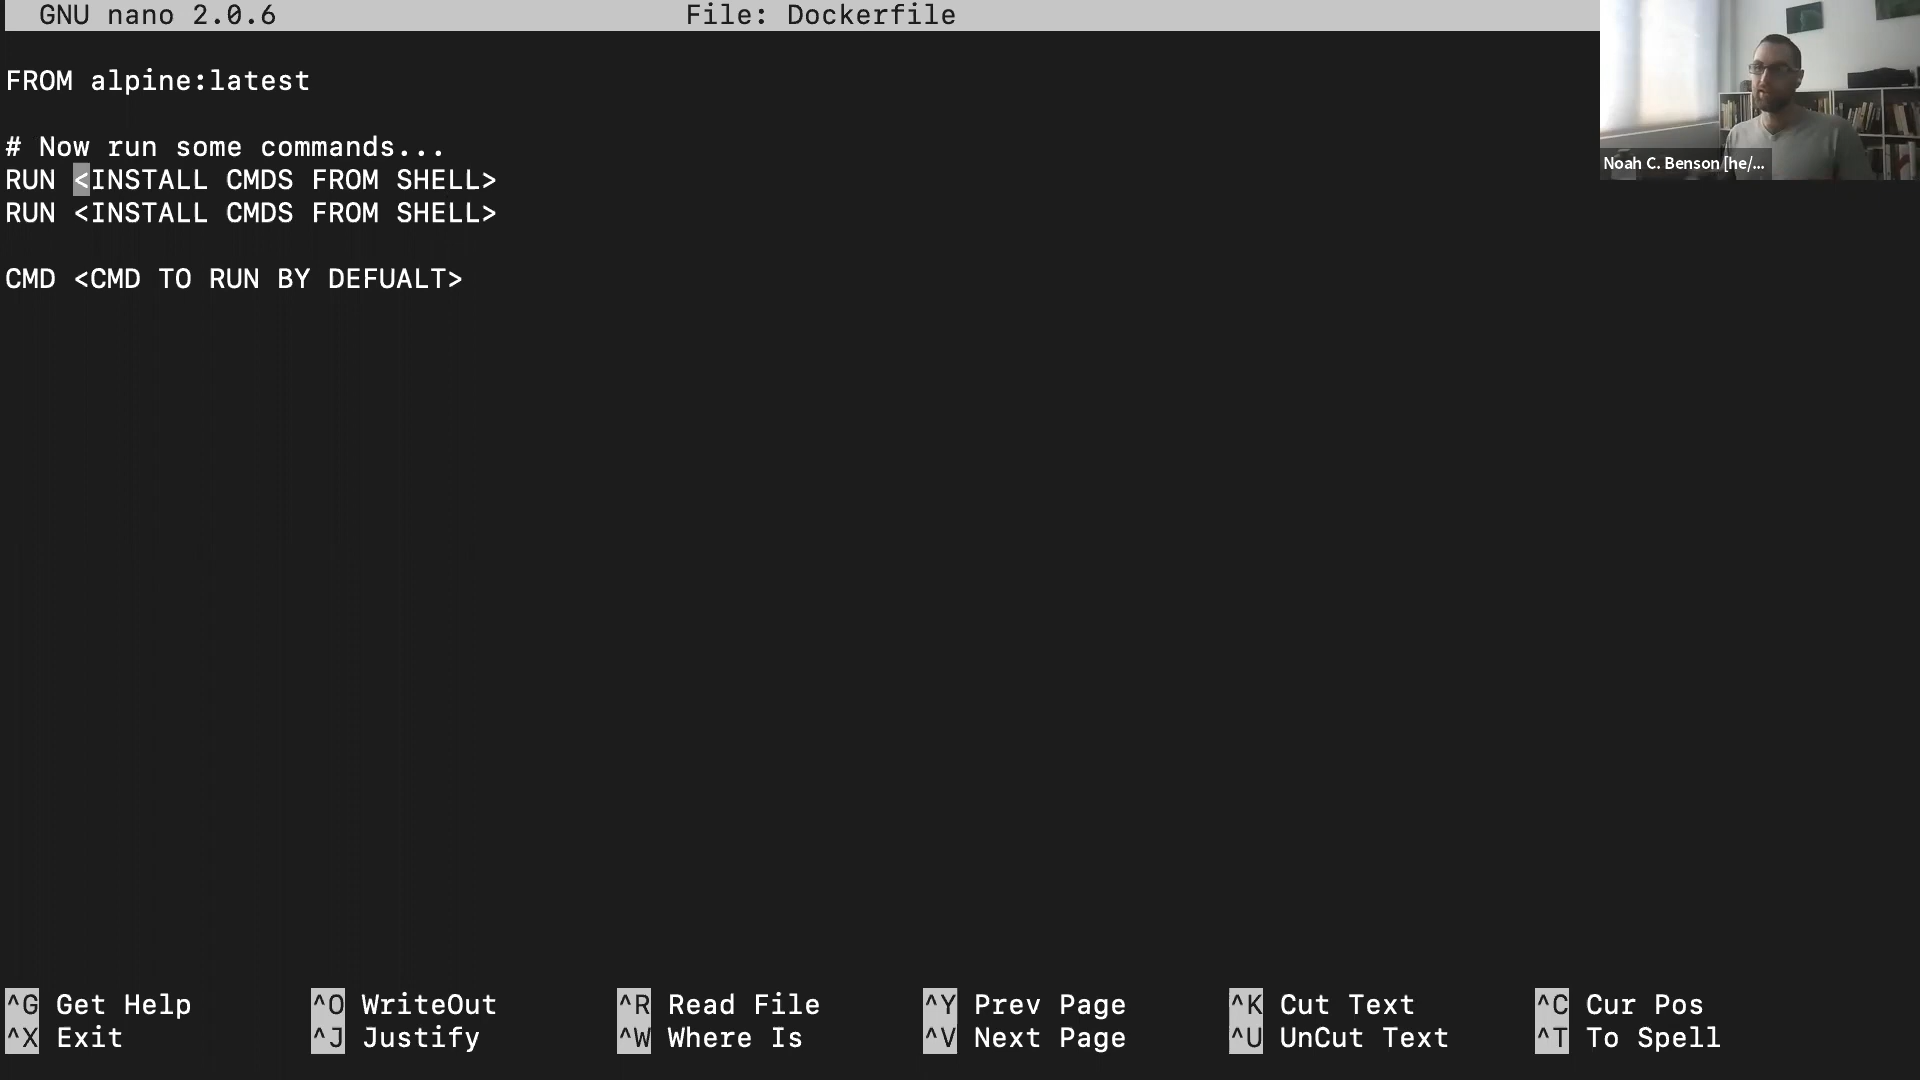 GNU nano 2.0.6 File: Dockerfile
FROM alpine:latest
# Now run some commands...
RUN <INSTALL CMDS FROM SHELL>
RUN <INSTALL CMDS FROM SHELL>
CMD <CMD TO RUN BY DEFUALT>
Noah C. Benson [he/...
^G Get Help ^O WriteOut ^R Read File ^Y Prev Page ^K Cut Text ^C Cur Pos
^X Exit ^J Justify ^W Where Is ^V Next Page ^U UnCut Text ^T To Spell